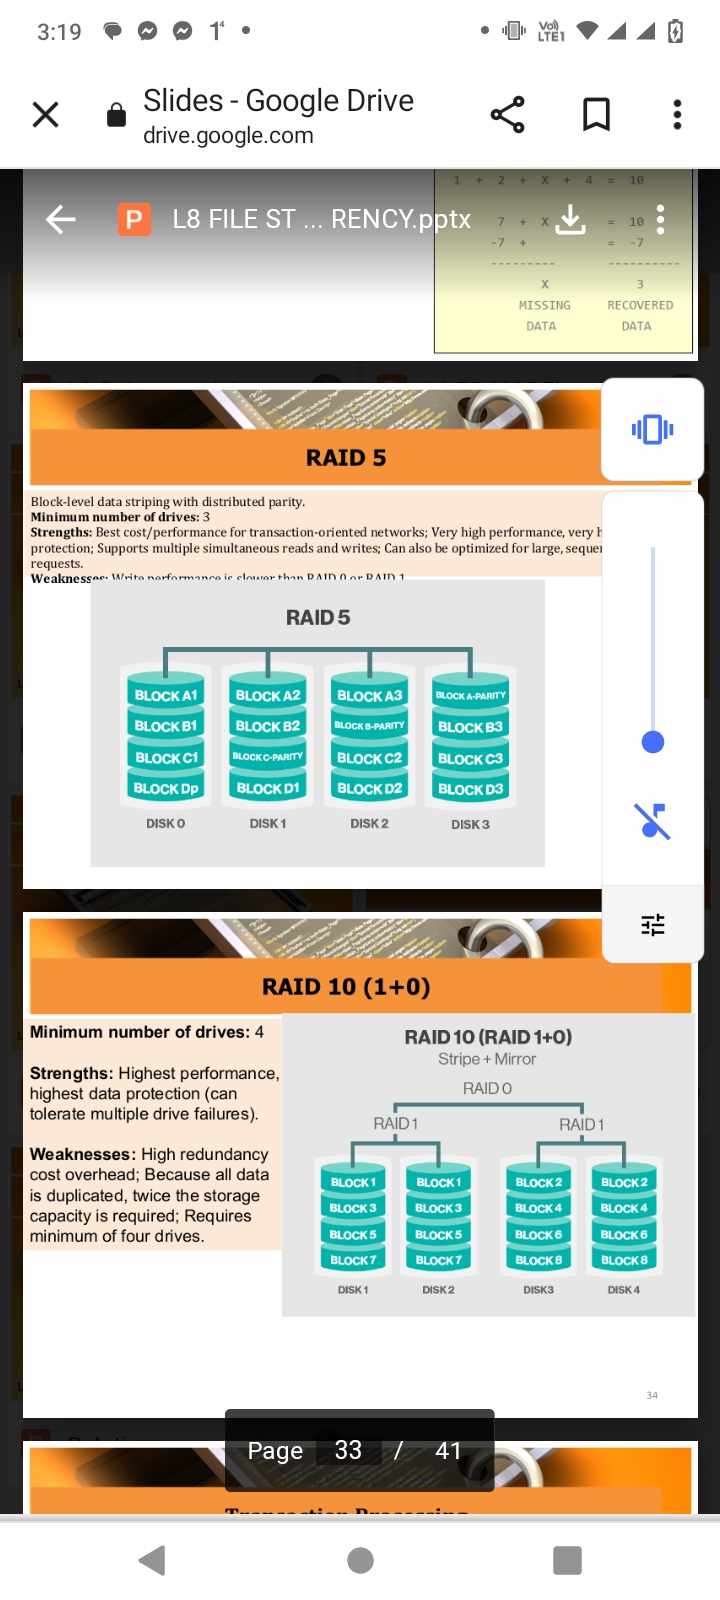 3:19
Vo)
LTE1
Slides - Google Drive
drive.google.com
1 + 2 + X + 4 = 10
P L8 FILE ST ... RENCY.pptx
7 + X = 10
-7 + = -7
--------- ---------
X 3
MISSING RECOVERED
DATA DATA
RAID 5
Block-level data striping with distributed parity.
Minimum number of drives: 3
Strengths: Best cost/performance for transaction-oriented networks; Very high performance, very h
protection; Supports multiple simultaneous reads and writes; Can also be optimized for large, sequen
requests.
Weaknesses: Write performance is slower than RAID 0 or RAID 1
RAID 5
BLOCK A1 BLOCK A2 BLOCK A3 BLOCK A-PARITY
BLOCK B1 BLOCK B2 BLOCK B-PARITY BLOCK B3
BLOCK C1 BLOCK C-PARITY BLOCK C2 BLOCK C3
BLOCK Dp BLOCK D1 BLOCK D2 BLOCK D3
DISK 0 DISK 1 DISK 2 DISK 3
RAID 10 (1+0)
Minimum number of drives: 4
Strengths: Highest performance,
highest data protection (can
tolerate multiple drive failures).
Weaknesses: High redundancy
cost overhead; Because all data
is duplicated, twice the storage
capacity is required; Requires
minimum of four drives.
RAID 10 (RAID 1+0)
Stripe + Mirror
RAID 0
RAID 1 RAID 1
BLOCK 1 BLOCK 1 BLOCK 2 BLOCK 2
BLOCK 3 BLOCK 3 BLOCK 4 BLOCK 4
BLOCK 5 BLOCK 5 BLOCK 6 BLOCK 6
BLOCK 7 BLOCK 7 BLOCK 8 BLOCK 8
DISK 1 DISK 2 DISK3 DISK 4
34
Page 33 / 41
Transaction Processing